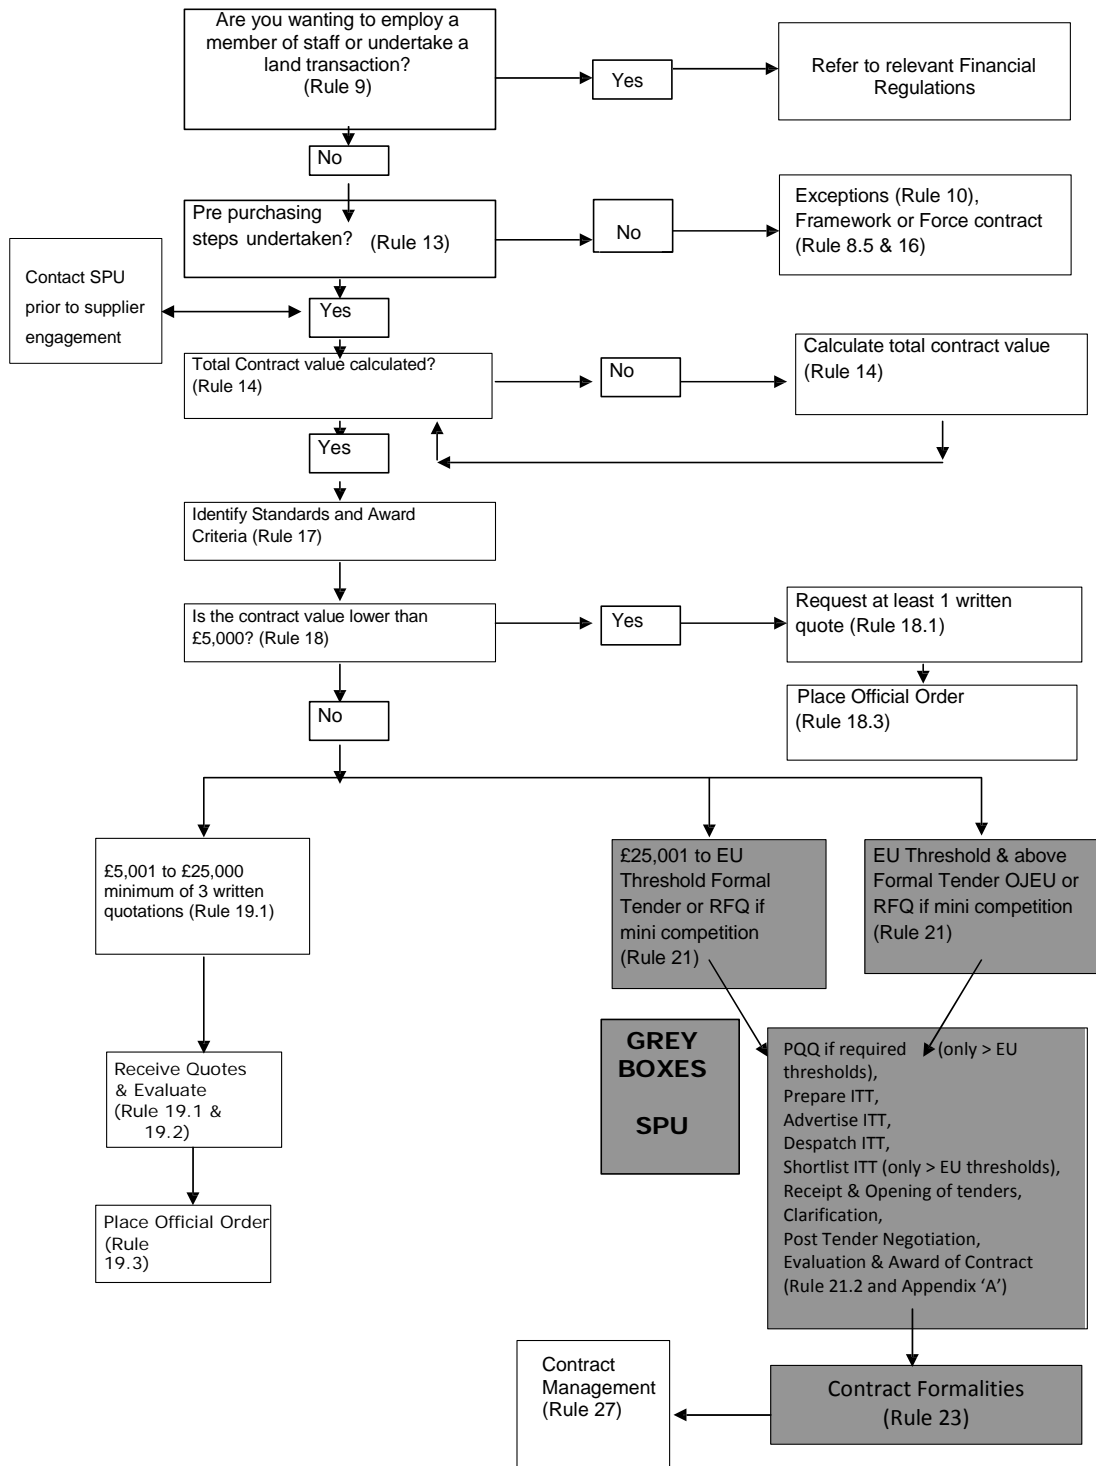 Are you wanting to employ a
member of staff or undertake a
land transaction?
(Rule 9)
Yes
Refer to relevant Financial
Regulations
No
Pre purchasing
steps undertaken? (Rule 13)
No
Exceptions (Rule 10),
Framework or Force contract
(Rule 8.5 & 16)
Contact SPU
prior to supplier
engagement
Yes
Total Contract value calculated?
(Rule 14)
No
Calculate total contract value
(Rule 14)
Yes
Identify Standards and Award
Criteria (Rule 17)
Is the contract value lower than
£5,000? (Rule 18)
Yes
Request at least 1 written
quote (Rule 18.1)
Place Official Order
(Rule 18.3)
No
£5,001 to £25,000
minimum of 3 written
quotations (Rule 19.1)
£25,001 to EU
Threshold Formal
Tender or RFQ if
mini competition
(Rule 21)
EU Threshold & above
Formal Tender OJEU or
RFQ if mini competition
(Rule 21)
Receive Quotes
& Evaluate
(Rule 19.1 &
19.2)
Place Official Order
(Rule
19.3)
GREY
BOXES
SPU
PQQ if required (only > EU
thresholds),
Prepare ITT,
Advertise ITT,
Despatch ITT,
Shortlist ITT (only > EU thresholds),
Receipt & Opening of tenders,
Clarification,
Post Tender Negotiation,
Evaluation & Award of Contract
(Rule 21.2 and Appendix ‘A’)
Contract
Management
(Rule 27)
Contract Formalities
(Rule 23)